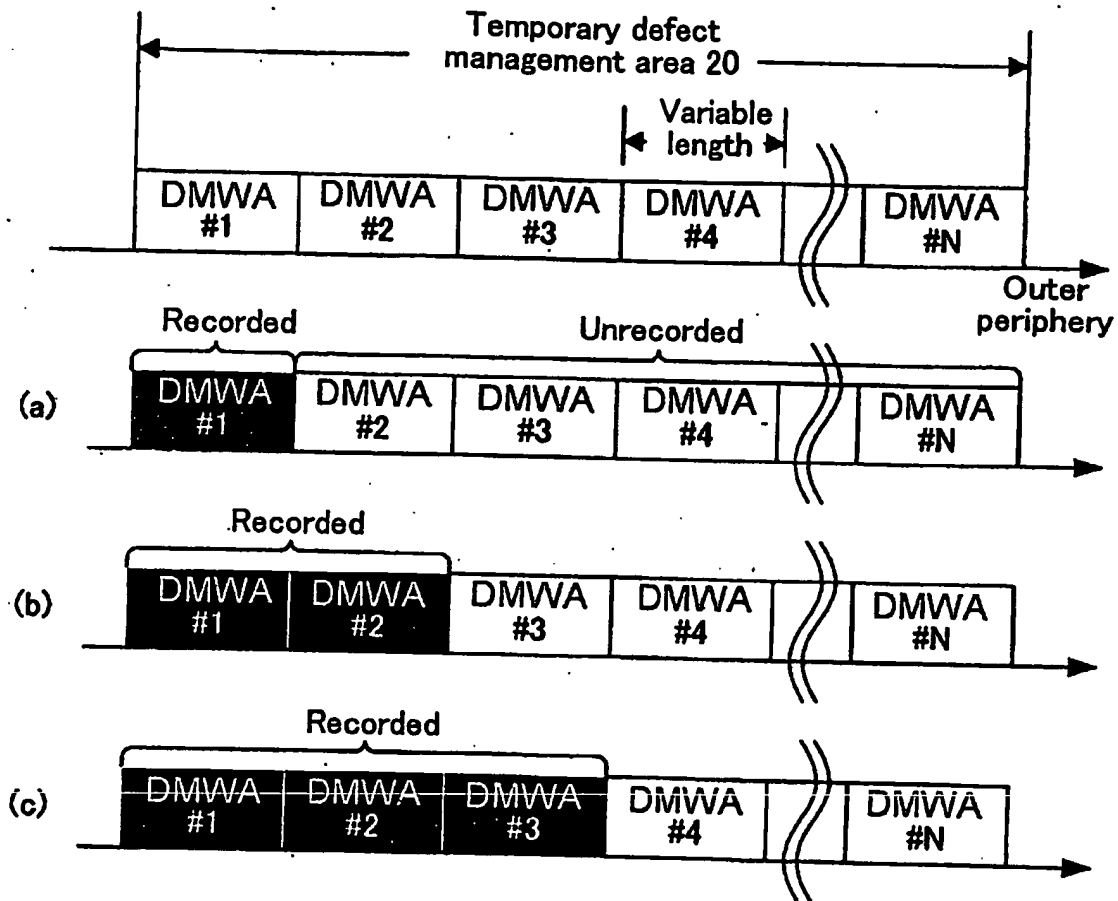 Temporary defect
management area 20
Variable
length
DMWA
#1
DMWA
#2
DMWA
#3
DMWA
#4
DMWA
#N
Outer
periphery
Recorded
Unrecorded
(a)
DMWA
#1
DMWA
#2
DMWA
#3
DMWA
#4
DMWA
#N
Recorded
(b)
DMWA
#1
DMWA
#2
DMWA
#3
DMWA
#4
DMWA
#N
Recorded
(c)
DMWA
#1
DMWA
#2
DMWA
#3
DMWA
#4
DMWA
#N